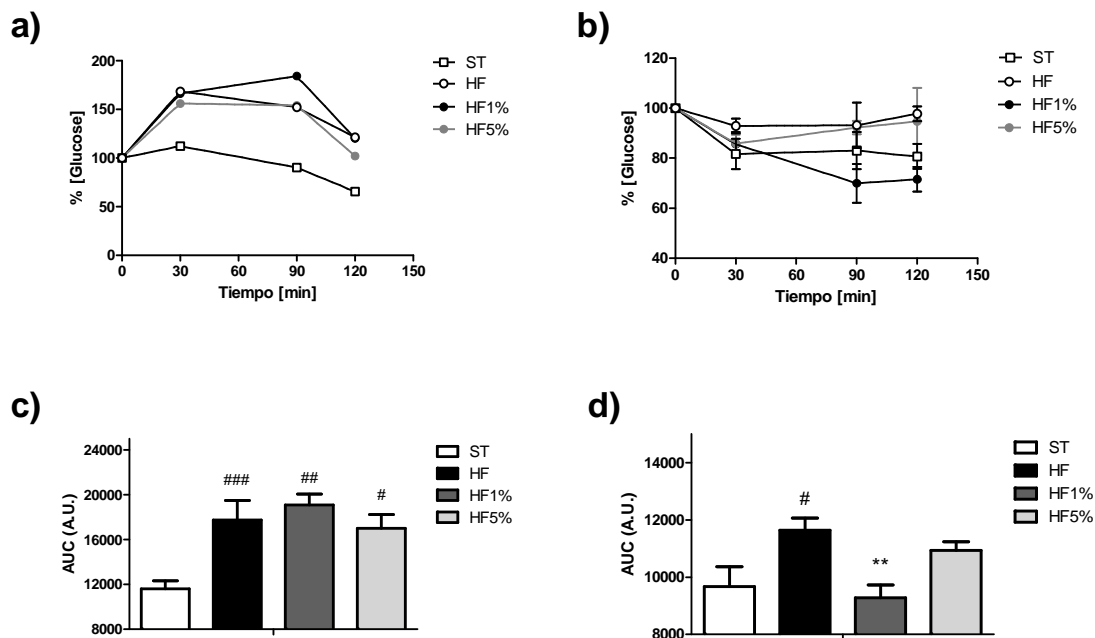 a)
% [Glucose]
200
150
100
50
0
0 30 60 90 120 150
Tiempo [min]
ST
HF
HF1%
HF5%
b)
% [Glucose]
120
100
80
60
40
0 30 60 90 120 150
Tiempo [min]
ST
HF
HF1%
HF5%
c)
AUC (A.U.)
24000
20000
16000
12000
8000
###
##
#
ST
HF
HF1%
HF5%
d)
AUC (A.U.)
14000
12000
10000
8000
#
**
ST
HF
HF1%
HF5%